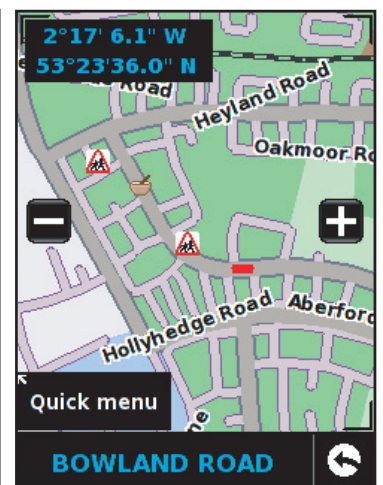 2°17' 6.1" W
53°23'36.0" N
Road
Heyland Road
Oakmoor
Hollyhedge Road
Aberford
Quick menu
BOWLAND ROAD